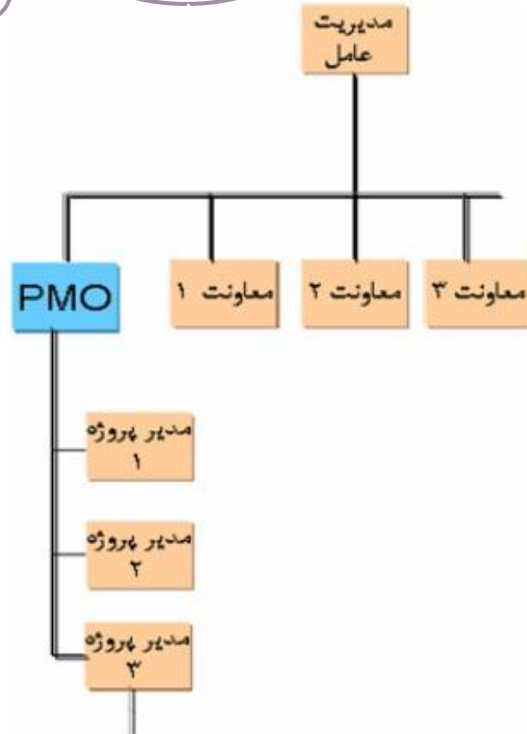 مدیریت
عامل
PMO
معاونت ۱
معاونت ۲
معاونت ۳
مدیر پروژه
۱
مدیر پروژه
۲
مدیر پروژه
۳